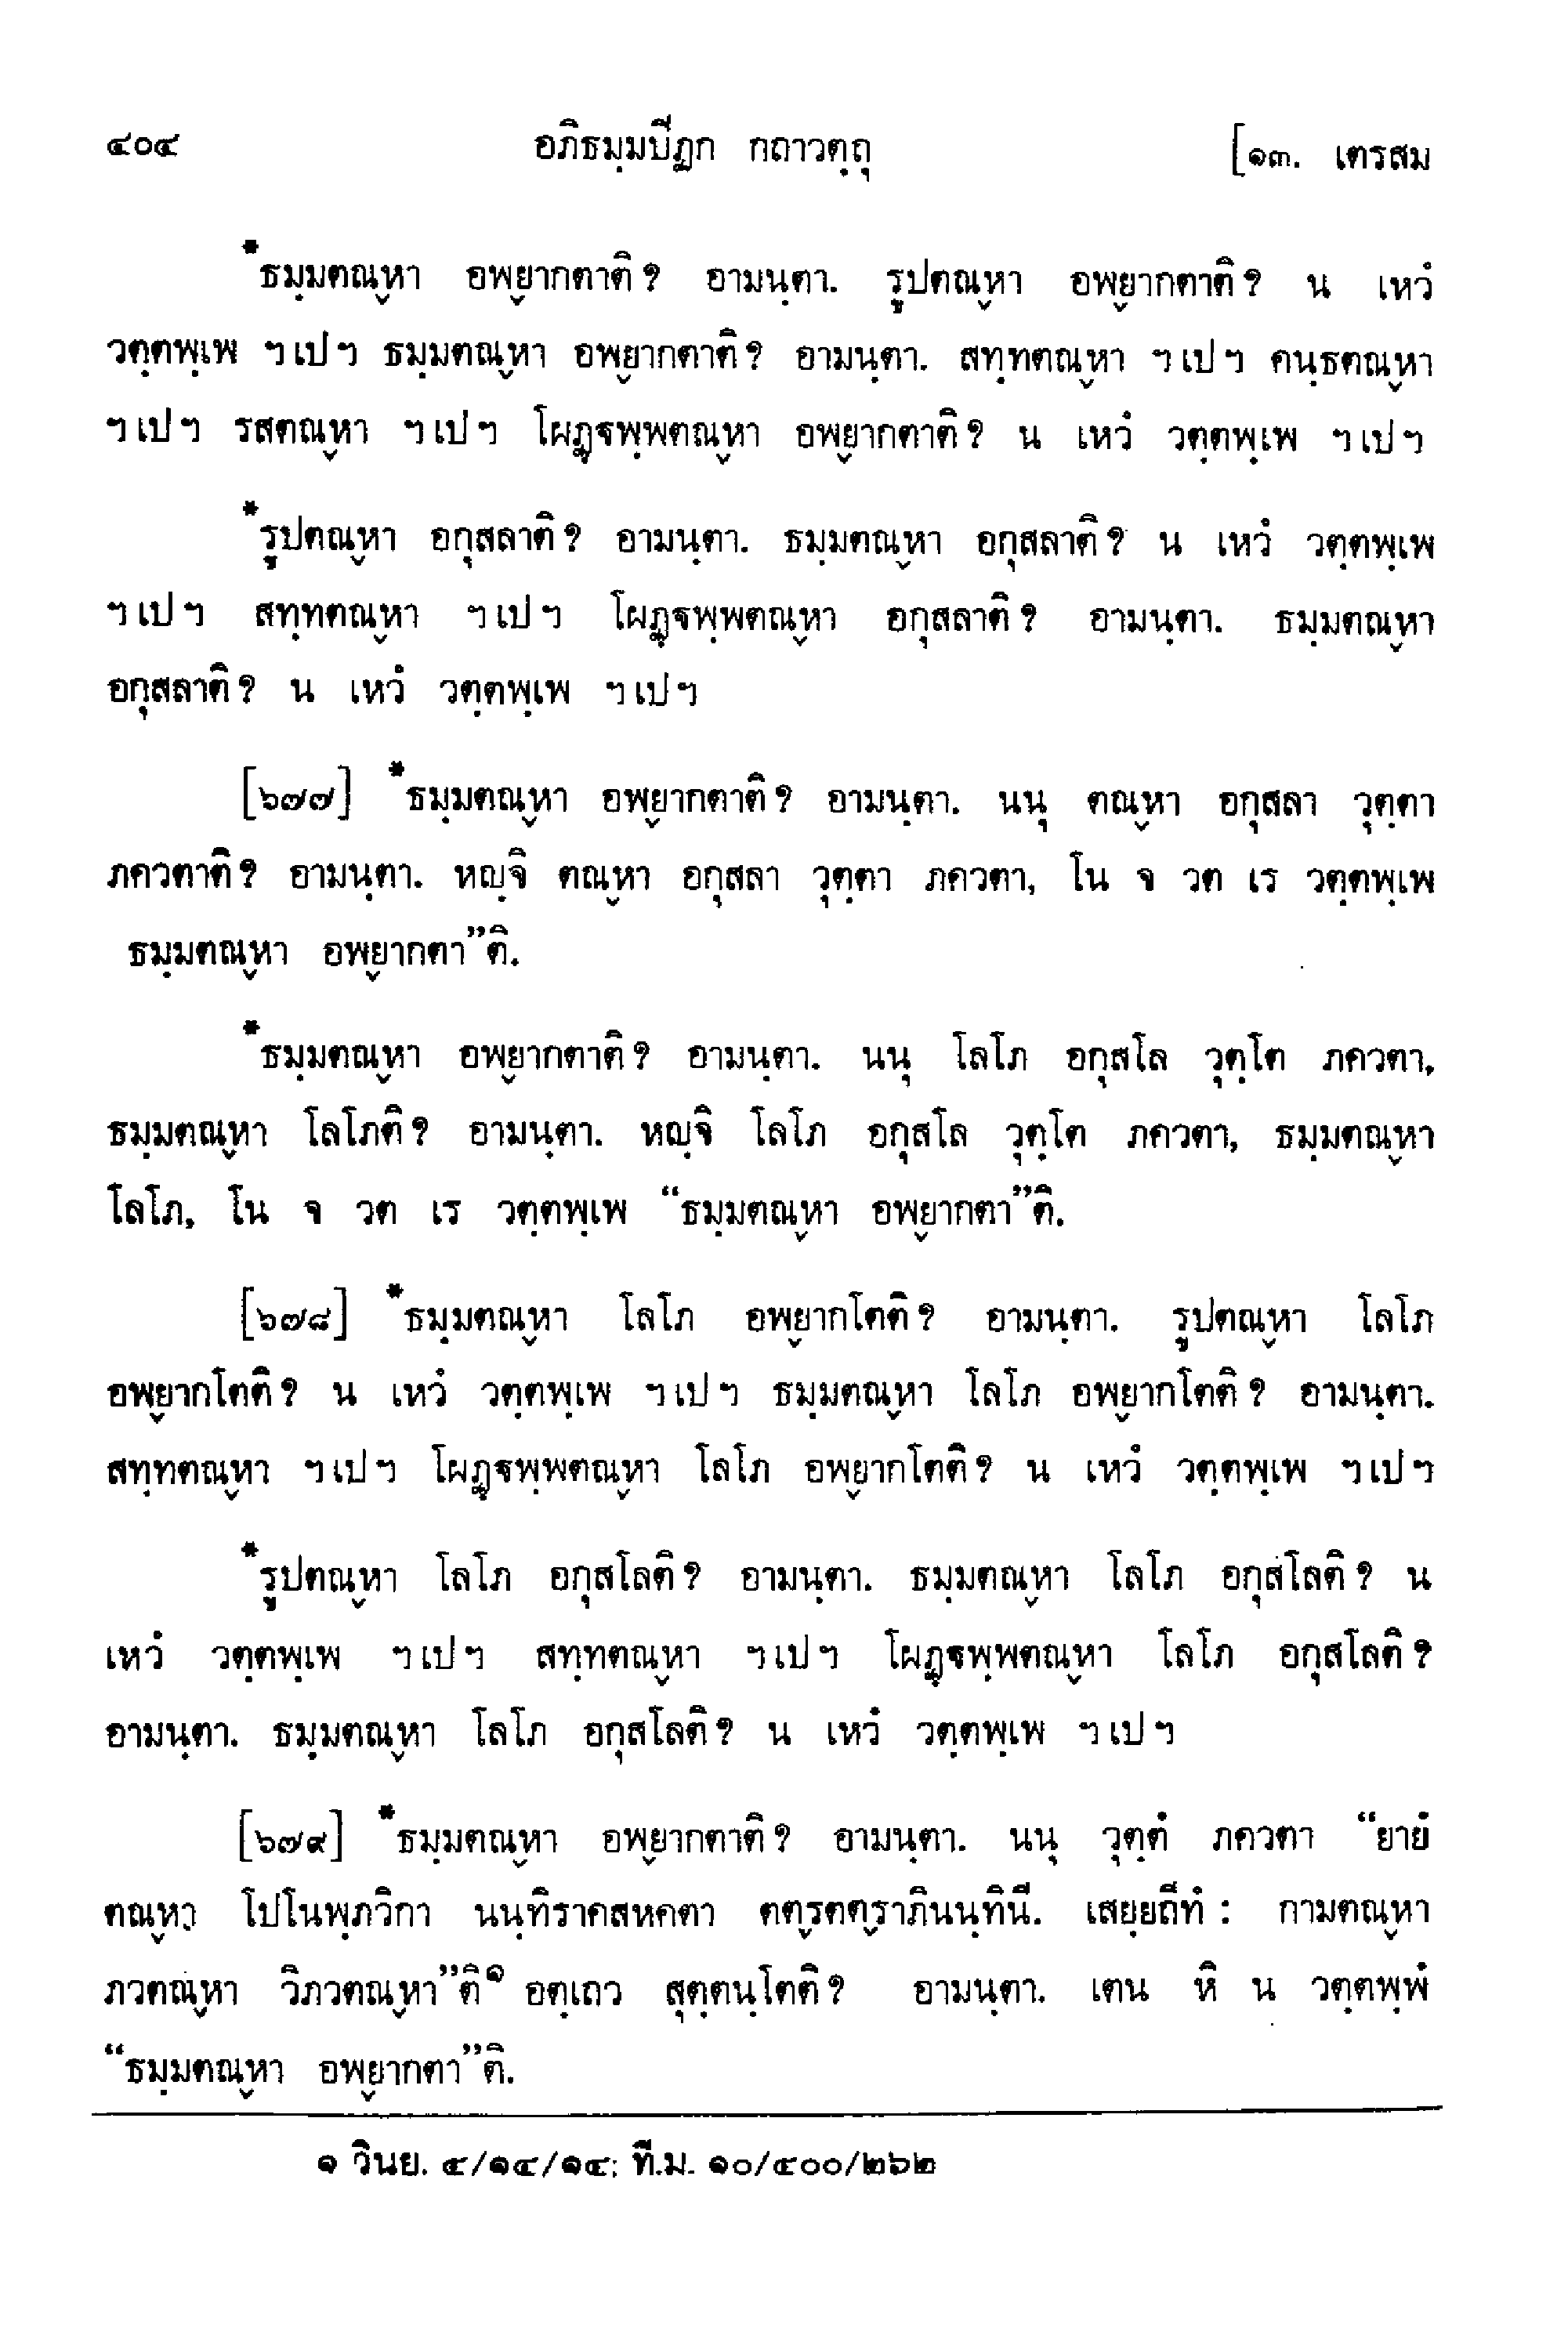 ๔๐๔ อภิธมฺมปิฏก กถาวตฺถุ [๑๓. เตรสม
*ธมฺมตณฺหา อพฺยากตาติ? อามนฺตา. รูปตณฺหา อพฺยากตาติ? น เหวํ
วตฺตพฺเพ ฯเปฯ ธมฺมตณฺหา อพฺยากตาติ? อามนฺตา. สทฺทตณฺหา ฯเปฯ คนฺธตณฺหา
ฯเปฯ รสตณฺหา ฯเปฯ โผฏฺฐพฺพตณฺหา อพฺยากตาติ? น เหวํ วตฺตพฺเพ ฯเปฯ
*รูปตณฺหา อกุสลาติ? อามนฺตา. ธมฺมตณฺหา อกุสลาติ? น เหวํ วตฺตพฺเพ
ฯเปฯ สทฺทตณฺหา ฯเปฯ โผฏฺฐพฺพตณฺหา อกุสลาติ? อามนฺตา. ธมฺมตณฺหา
อกุสลาติ? น เหวํ วตฺตพฺเพ ฯเปฯ
[๖๗๗] *ธมฺมตณฺหา อพฺยากตาติ? อามนฺตา. นนุ ตณฺหา อกุสลา วุตฺตา
ภควตาติ? อามนฺตา. หญฺจิ ตณฺหา อกุสลา วุตฺตา ภควตา, โน จ วต เร วตฺตพฺเพ
ธมฺมตณฺหา อพฺยากตา”ติ.
*ธมฺมตณฺหา อพฺยากตาติ? อามนฺตา. นนุ โลโภ อกุสโล วุตฺโต ภควตา,
ธมฺมตณฺหา โลโภติ? อามนฺตา. หญฺจิ โลโภ อกุสโล วุตฺโต ภควตา, ธมฺมตณฺหา
โลโภ, โน จ วต เร วตฺตพฺเพ “ธมฺมตณฺหา อพฺยากตา”ติ.
[๖๗๘] *ธมฺมตณฺหา โลโภ อพฺยากโตติ? อามนฺตา. รูปตณฺหา โลโภ
อพฺยากโตติ? น เหวํ วตฺตพฺเพ ฯเปฯ ธมฺมตณฺหา โลโภ อพฺยากโตติ? อามนฺตา.
สทฺทตณฺหา ฯเปฯ โผฏฺฐพฺพตณฺหา โลโภ อพฺยากโตติ? น เหวํ วตฺตพฺเพ ฯเปฯ
*รูปตณฺหา โลโภ อกุสโลติ? อามนฺตา. ธมฺมตณฺหา โลโภ อกุสโลติ? น
เหวํ วตฺตพฺเพ ฯเปฯ สทฺทตณฺหา ฯเปฯ โผฏฺฐพฺพตณฺหา โลโภ อกุสโลติ?
อามนฺตา. ธมฺมตณฺหา โลโภ อกุสโลติ? น เหวํ วตฺตพฺเพ ฯเปฯ
[๖๗๙] *ธมฺมตณฺหา อพฺยากตาติ? อามนฺตา. นนุ วุตฺตํ ภควตา “ยายํ
ตณฺหา โปโนพฺภวิกา นนฺทิราคสหคตา ตตฺรตตฺราภินนฺทินี. เสยฺยถีทํ: กามตณฺหา
ภวตณฺหา วิภวตณฺหา”ติ๑ อตฺเถว สุตฺตนฺโตติ? อามนฺตา. เตน หิ น วตฺตพฺพํ
“ธมฺมตณฺหา อพฺยากตา”ติ.
๑ วินย. ๔/๑๔/๑๔; ที.ม. ๑๐/๔๐๐/๒๖๒